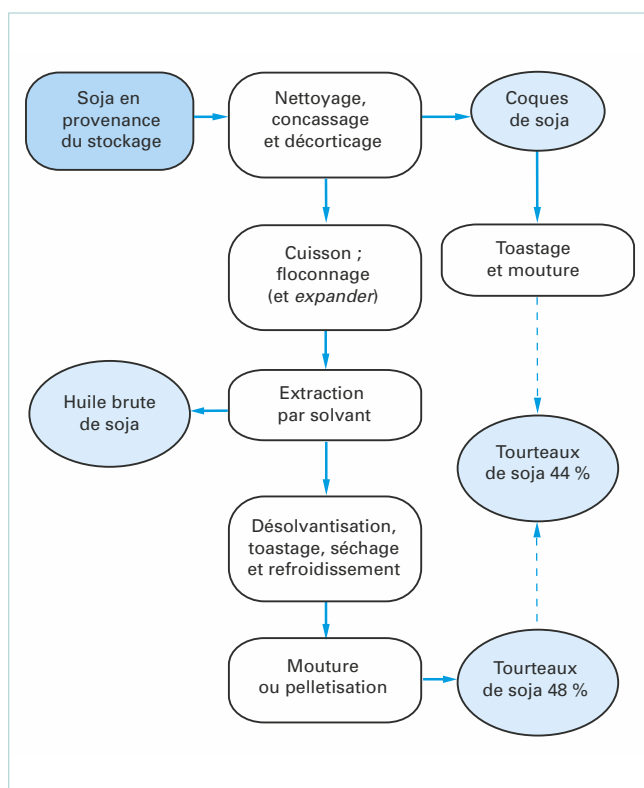 Soja en
provenance
du stockage
Nettoyage,
concassage
et décorticage
Coques
de soja
Cuisson ;
floconnage
(et expander)
Toastage
et mouture
Huile brute
de soja
Extraction
par solvant
Tourteaux
de soja 44 %
Désolvantisation,
toastage, séchage
et refroidissement
Mouture
ou pelletisation
Tourteaux
de soja 48 %